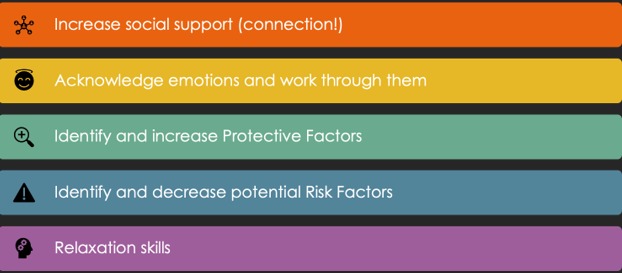 Increase social support (connection!)
Acknowledge emotions and work through them
Identify and increase Protective Factors
Identify and decrease potential Risk Factors
Relaxation skills